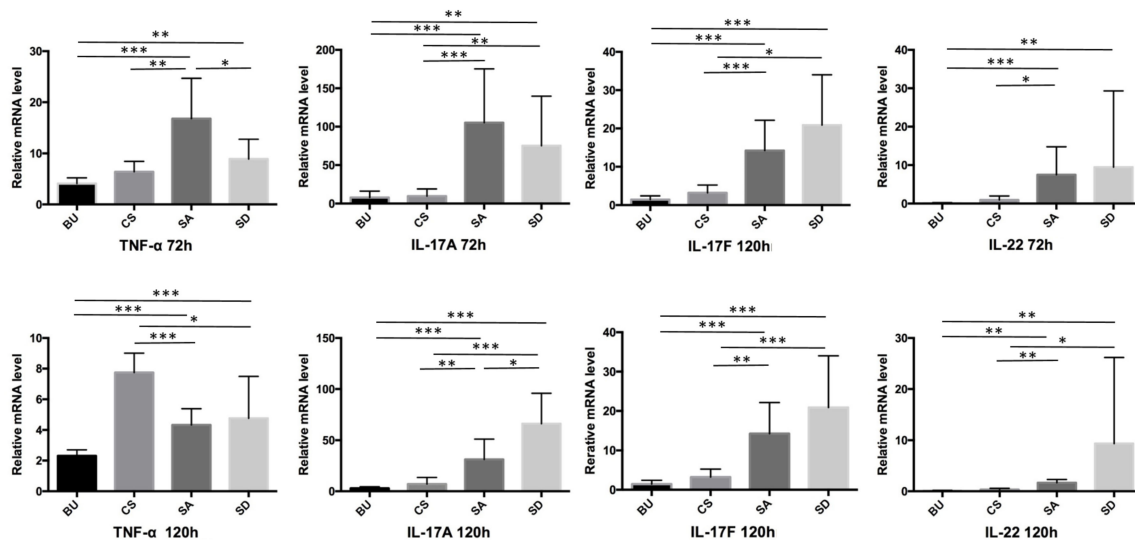 **
***
** *
Relative mRNA level
30
20
10
0
BU CS SA SD
TNF-α 72h
**
***
**
***
Relative mRNA level
200
150
100
50
0
BU CS SA SD
IL-17A 72h
***
***
*
***
Relative mRNA level
40
30
20
10
0
BU CS SA SD
IL-17F 120h
**
***
*
Relative mRNA level
40
30
20
10
0
BU CS SA SD
IL-22 72h
***
***
*
***
Relative mRNA level
10
8
6
4
2
0
BU CS SA SD
TNF-α 120h
***
***
***
** *
Relative mRNA level
150
100
50
0
BU CS SA SD
IL-17A 120h
***
***
***
**
Rerative mRNA level
40
30
20
10
0
BU CS SA SD
IL-17F 120h
**
**
*
**
Relative mRNA level
30
20
10
0
BU CS SA SD
IL-22 120h